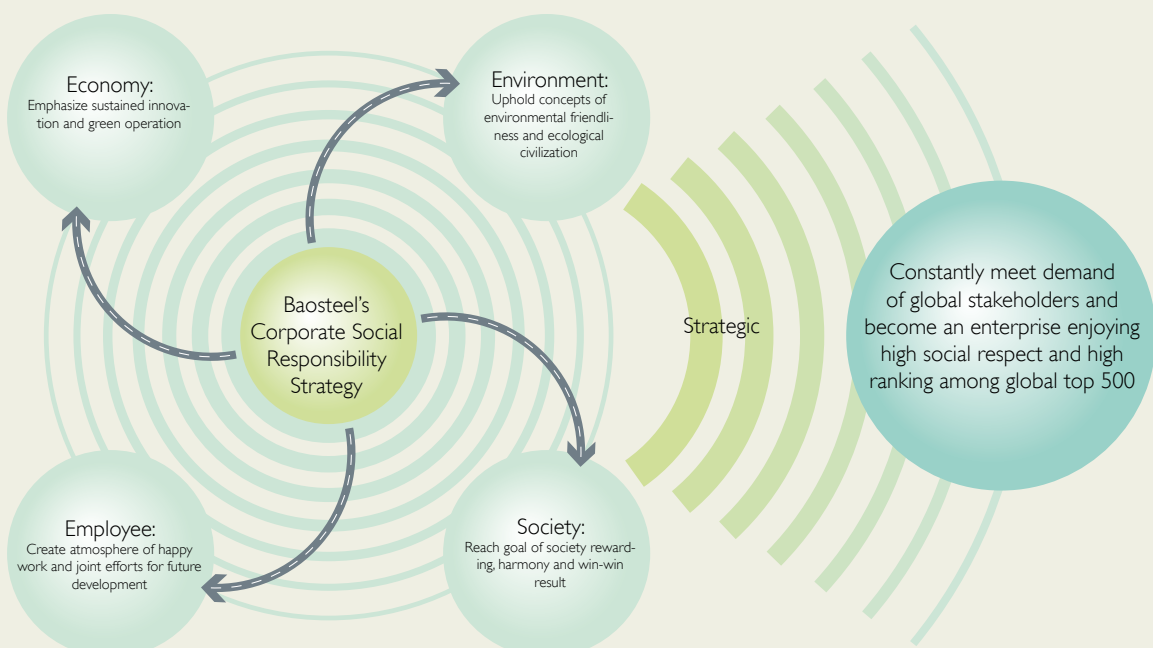 Economy:
Emphasize sustained innova-
tion and green operation
Environment:
Uphold concepts of
environmental friendli-
ness and ecological
civilization
Baosteel's
Corporate Social
Responsibility
Strategy
Employee:
Create atmosphere of happy
work and joint efforts for future
development
Society:
Reach goal of society reward-
ing, harmony and win-win
result
Strategic
Constantly meet demand
of global stakeholders and
become an enterprise enjoying
high social respect and high
ranking among global top 500